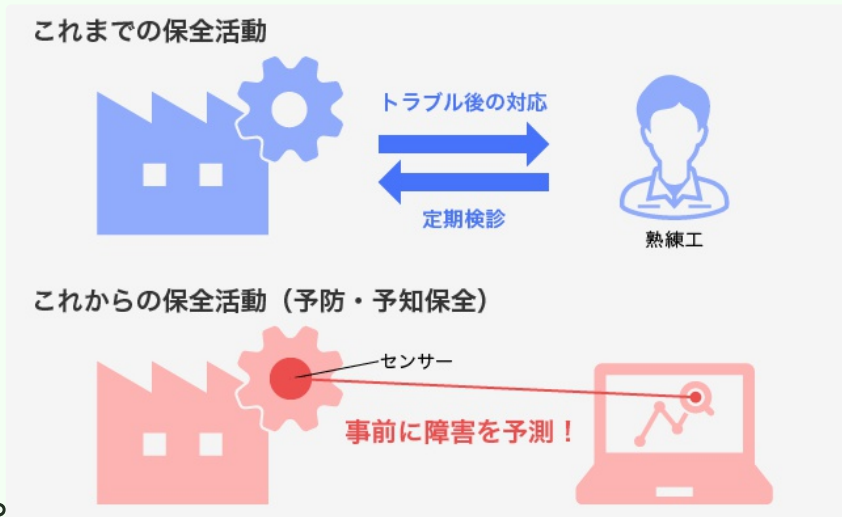 これまでの保全活動
トラブル後の対応
定期検診
熟練工
これからの保全活動（予防・予知保全）
センサー
事前に障害を予測！
。